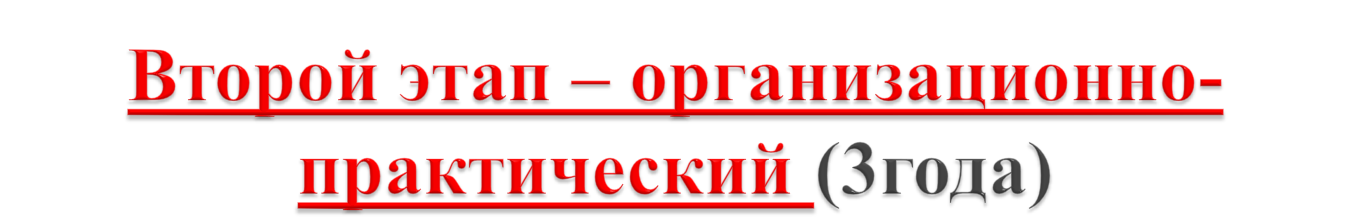 Второй этап – организационно-
практический (3года)